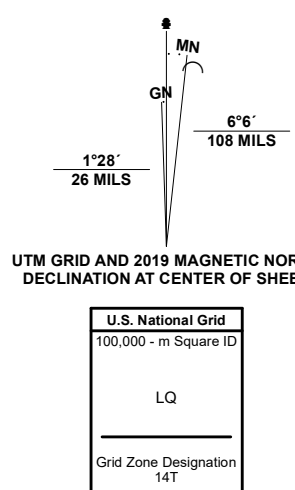 MN
GN
6°6´
108 MILS
1°28´
26 MILS
UTM GRID AND 2019 MAGNETIC NOR
DECLINATION AT CENTER OF SHEE
U.S. National Grid
100,000 - m Square ID
LQ
Grid Zone Designation
14T